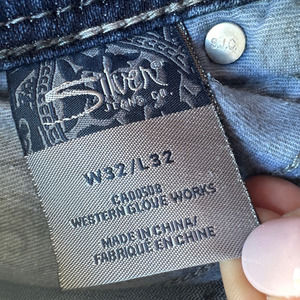 Silver
JEANS CO.
W32/L32
CA00508
WESTERN GLOVE WORKS
MADE IN CHINA/
FABRIQUÉ EN CHINE